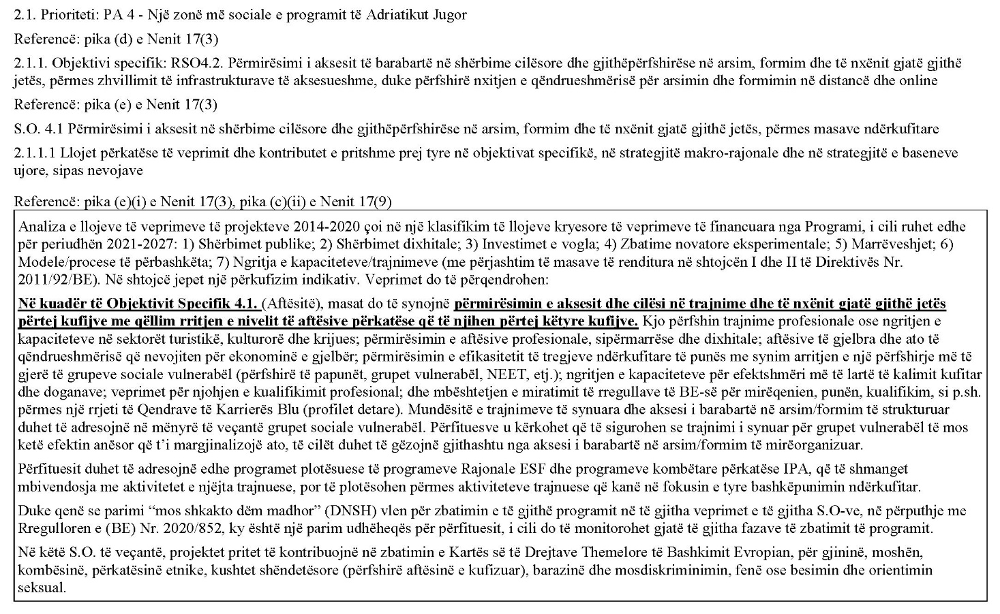 2.1. Prioriteti: PA 4 - Një zonë më sociale e programit të Adriatikut Jugor
Referencë: pika (d) e Nenit 17(3)
2.1.1. Objektivi specifik: RSO4.2. Përmirësimi i aksesit të barabartë në shërbime cilësore dhe gjithëpërfshirëse në arsim, formim dhe të nxënit gjatë gjithë
jetës, përmes zhvillimit të infrastrukturave të aksesueshme, duke përfshirë nxitjen e qëndrueshmërisë për arsimin dhe formimin në distancë dhe online
Referencë: pika (e) e Nenit 17(3)
S.O. 4.1 Përmirësimi i aksesit në shërbime cilësore dhe gjithëpërfshirëse në arsim, formim dhe të nxënit gjatë gjithë jetës, përmes masave ndërkufitare
2.1.1.1 Llojet përkatëse të veprimit dhe kontributet e pritshme prej tyre në objektivat specifikë, në strategjitë makro-rajonale dhe në strategjitë e baseneve
ujore, sipas nevojave
Referencë: pika (e)(i) e Nenit 17(3), pika (c)(ii) e Nenit 17(9)
Analiza e llojeve të veprimeve të projekteve 2014-2020 çoi në një klasifikim të llojeve kryesore të veprimeve të financuara nga Programi, i cili ruhet edhe
për periudhën 2021-2027: 1) Shërbimet publike; 2) Shërbimet dixhitale; 3) Investimet e vogla; 4) Zbatime novatore eksperimentale; 5) Marrëveshjet; 6)
Modele/procese të përbashkëta; 7) Ngritja e kapaciteteve/trajnimeve (me përjashtim të masave të renditura në shtojcën I dhe II të Direktivës Nr.
2011/92/BE). Në shtojcë jepet një përkufizim indikativ. Veprimet do të përqendrohen:
Në kuadër të Objektivit Specifik 4.1. (Aftësitë), masat do të synojnë përmirësimin e aksesit dhe cilësi në trajnime dhe të nxënit gjatë gjithë jetës
përtej kufijve me qëllim rritjen e nivelit të aftësive përkatëse që të njihen përtej këtyre kufijve. Kjo përfshin trajnime profesionale ose ngritjen e
kapaciteteve në sektorët turistikë, kulturorë dhe krijues; përmirësimin e aftësive profesionale, sipërmarrëse dhe dixhitale; aftësive të gjelbra dhe ato të
qëndrueshmërisë që nevojiten për ekonominë e gjelbër; përmirësimin e efikasitetit të tregjeve ndërkufitare të punës me synim arritjen e një përfshirje më të
gjerë të grupeve sociale vulnerabël (përfshirë të papunët, grupet vulnerabël, NEET, etj.); ngritjen e kapaciteteve për efektshmëri më të lartë të kalimit kufitar
dhe doganave; veprimet për njohjen e kualifikimit profesional; dhe mbështetjen e miratimit të rregullave të BE-së për mirëqenien, punën, kualifikim, si p.sh.
përmes një rrjeti të Qendrave të Karrierës Blu (profilet detare). Mundësitë e trajnimeve të synuara dhe aksesi i barabartë në arsim/formim të strukturuar
duhet të adresojnë në mënyrë të veçantë grupet sociale vulnerabël. Përfituesve u kërkohet që të sigurohen se trajnimi i synuar për grupet vulnerabël të mos
ketë efektin anësor që t’i margjinalizojë ato, të cilët duhet të gëzojnë gjithashtu nga aksesi i barabartë në arsim/formim të mirëorganizuar.
Përfituesit duhet të adresojnë edhe programet plotësuese të programeve Rajonale ESF dhe programeve kombëtare përkatëse IPA, që të shmanget
mbivendosja me aktivitetet e njëjta trajnuese, por të plotësohen përmes aktiviteteve trajnuese që kanë në fokusin e tyre bashkëpunimin ndërkufitar.
Duke qenë se parimi “mos shkakto dëm madhor” (DNSH) vlen për zbatimin e të gjithë programit në të gjitha veprimet e të gjitha S.O-ve, në përputhje me
Rregulloren e (BE) Nr. 2020/852, ky është një parim udhëheqës për përfituesit, i cili do të monitorohet gjatë të gjitha fazave të zbatimit të programit.
Në këtë S.O. të veçantë, projektet pritet të kontribuojnë në zbatimin e Kartës së të Drejtave Themelore të Bashkimit Evropian, për gjininë, moshën,
kombësinë, përkatësinë etnike, kushtet shëndetësore (përfshirë aftësinë e kufizuar), barazinë dhe mosdiskriminimin, fenë ose besimin dhe orientimin
seksual.